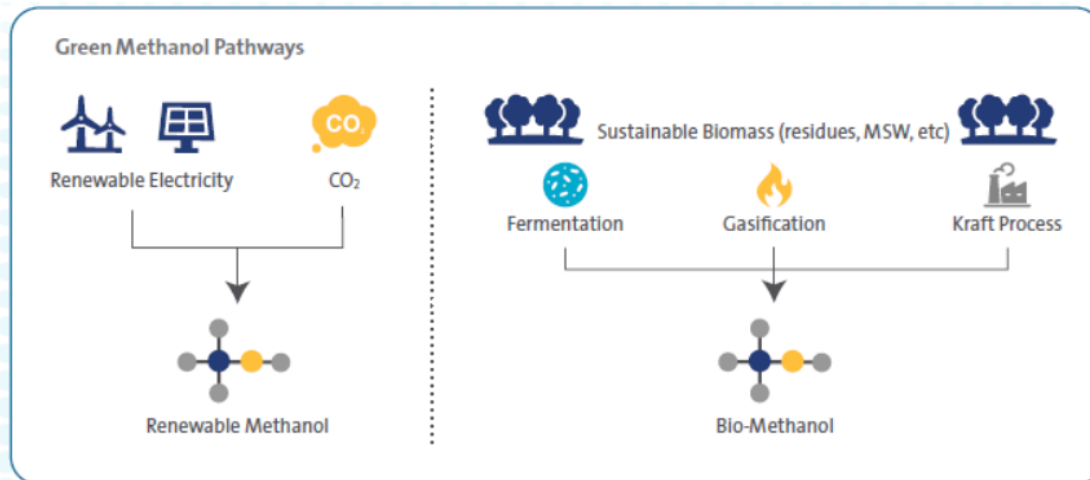 Green Methanol Pathways
CO₂
Renewable Electricity
CO₂
Sustainable Biomass (residues, MSW, etc)
Fermentation
Gasification
Kraft Process
Renewable Methanol
Bio-Methanol